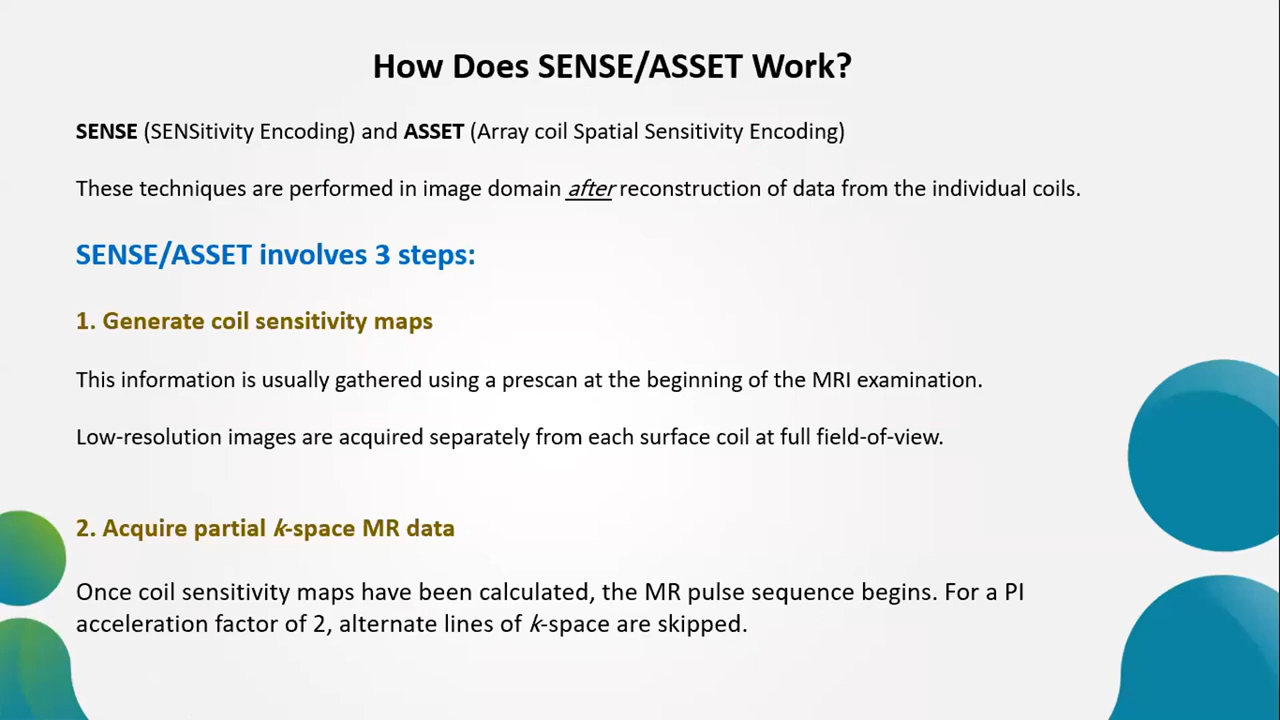 How Does SENSE/ASSET Work?
SENSE (SENSitivity Encoding) and ASSET (Array coil Spatial Sensitivity Encoding)
These techniques are performed in image domain after reconstruction of data from the individual coils.
SENSE/ASSET involves 3 steps:
1. Generate coil sensitivity maps
This information is usually gathered using a prescan at the beginning of the MRI examination.
Low-resolution images are acquired separately from each surface coil at full field-of-view.
2. Acquire partial k-space MR data
Once coil sensitivity maps have been calculated, the MR pulse sequence begins. For a PI
acceleration factor of 2, alternate lines of k-space are skipped.